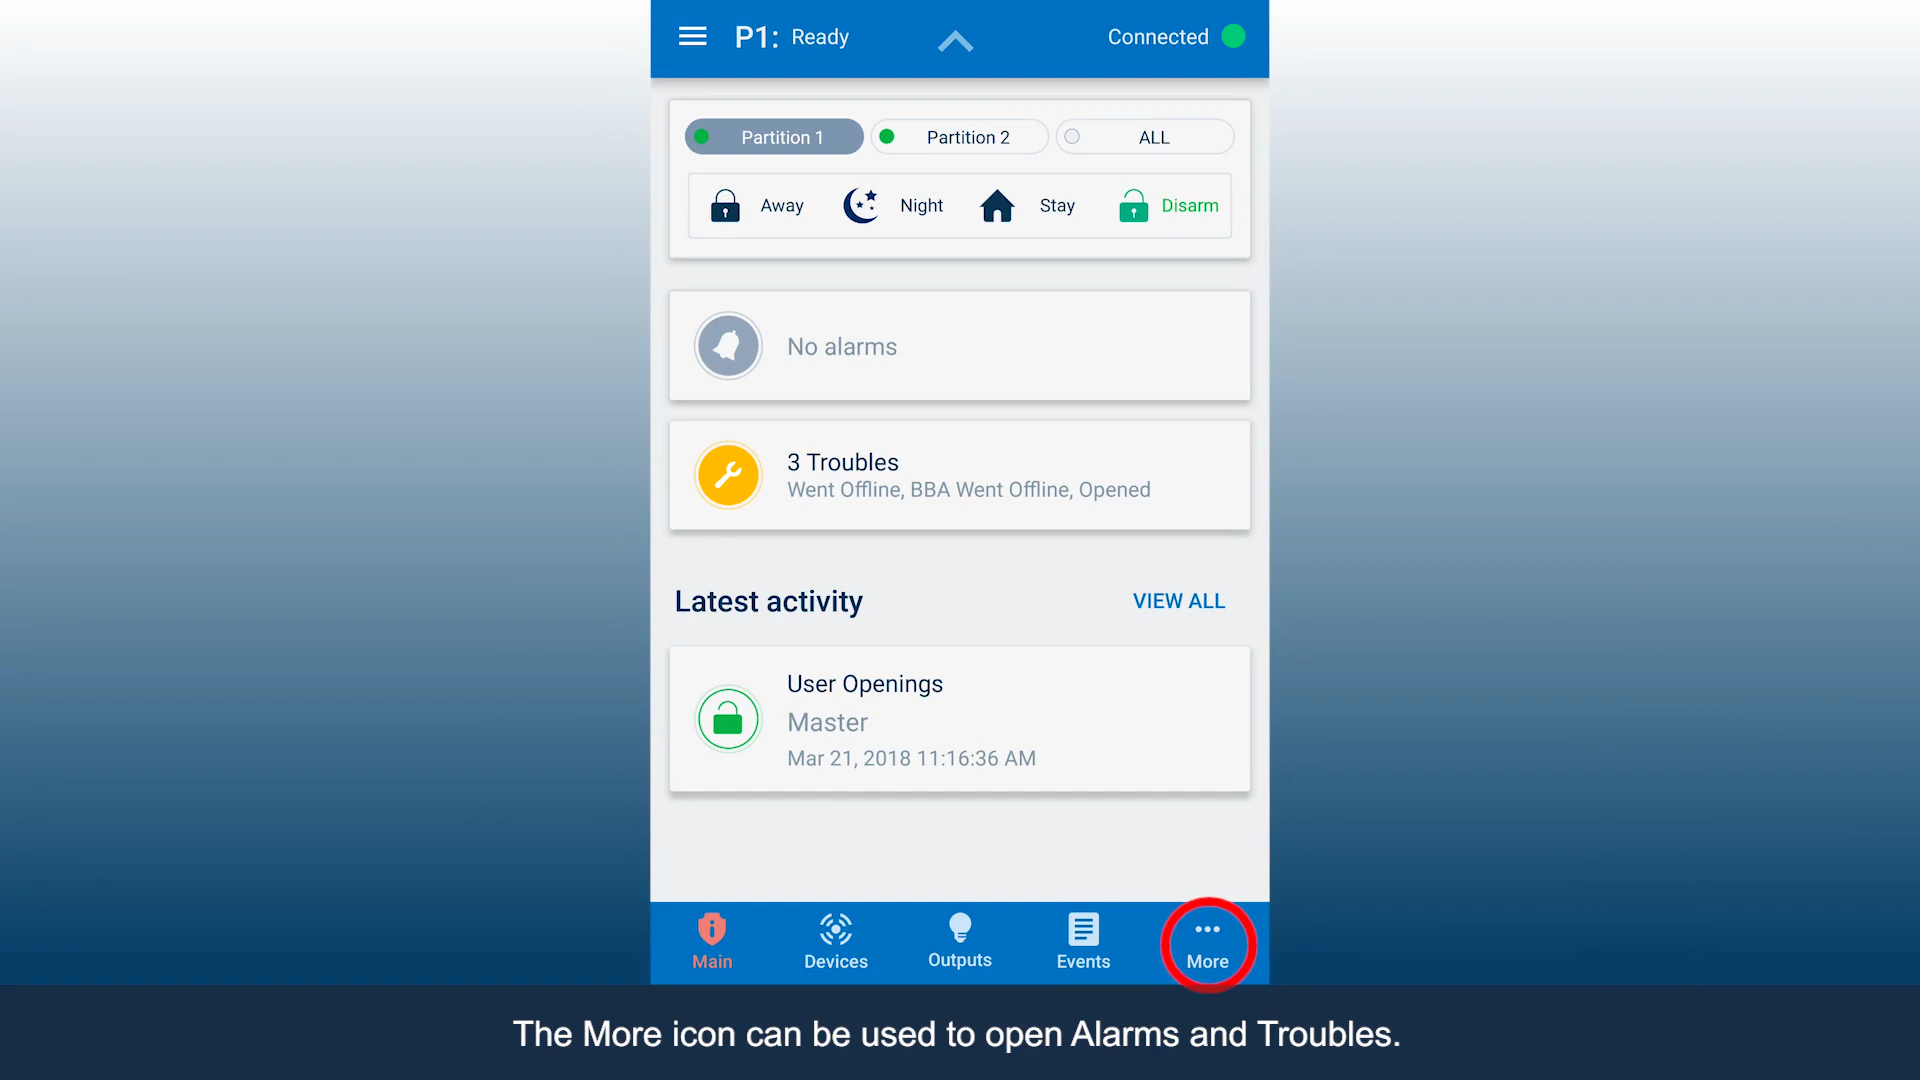 P1: Ready Connected
Partition 1 Partition 2 ALL
Away Night Stay Disarm
No alarms
3 Troubles
Went Offline, BBA Went Offline, Opened
Latest activity VIEW ALL
User Openings
Master
Mar 21, 2018 11:16:36 AM
Main Devices Outputs Events More
The More icon can be used to open Alarms and Troubles.